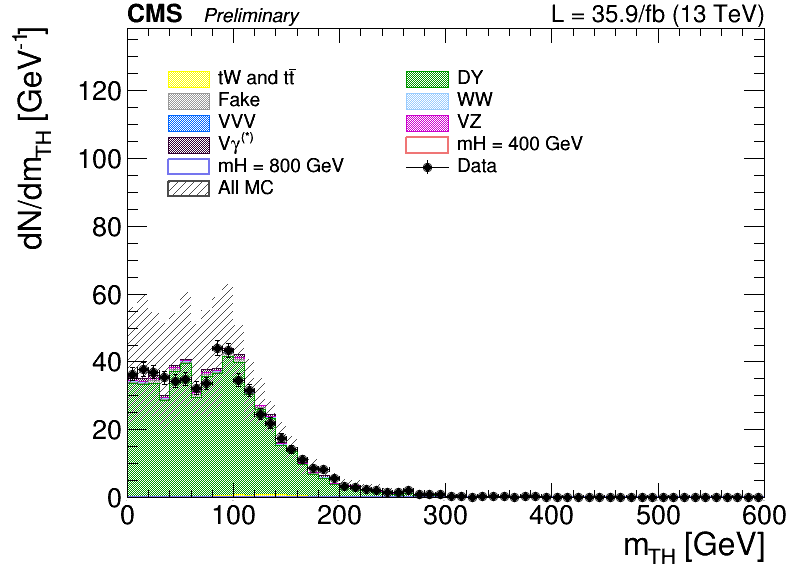 CMS Preliminary L = 35.9/fb (13 TeV)
dN/dm_TH [GeV⁻¹]
tW and tt̄ DY
Fake WW
VVV VZ
Vγ⁽*⁾ mH = 400 GeV
mH = 800 GeV Data
All MC
120
100
80
60
40
20
0
0 100 200 300 400 500 600
m_TH [GeV]